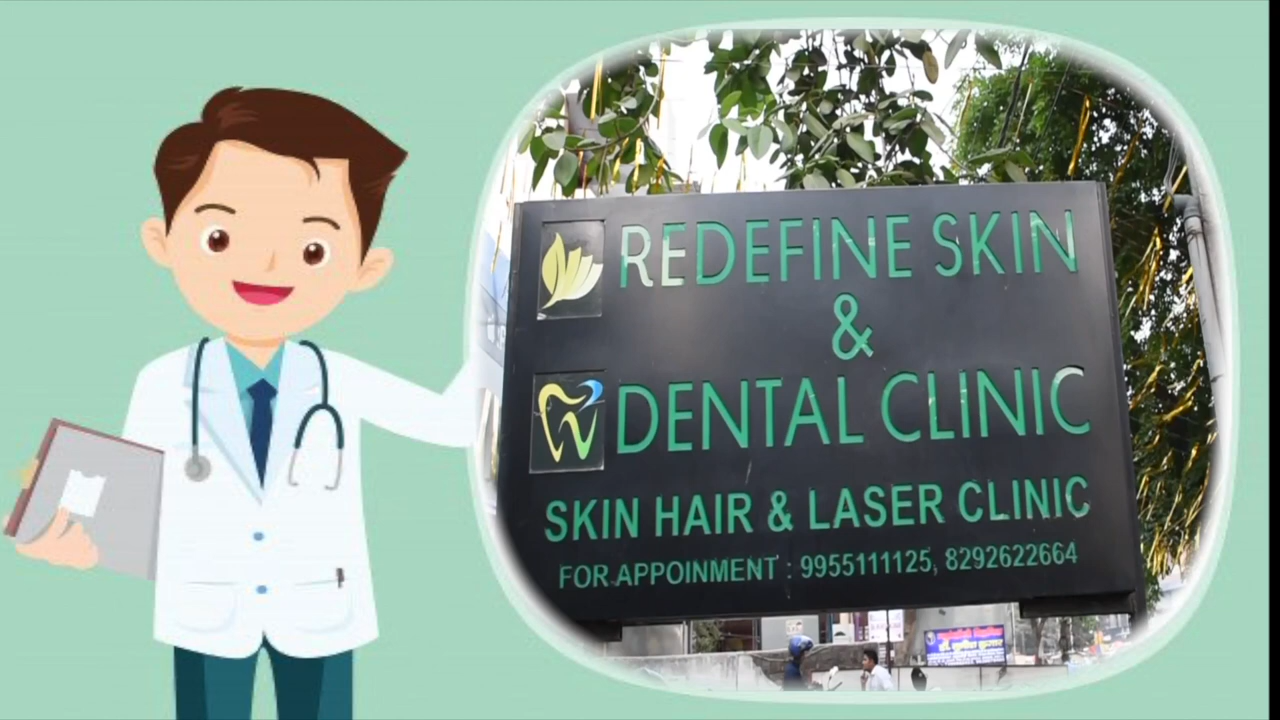 REDEFINE SKIN
&
DENTAL CLINIC
SKIN HAIR & LASER CLINIC
FOR APPOINMENT : 9955111125, 8292622664